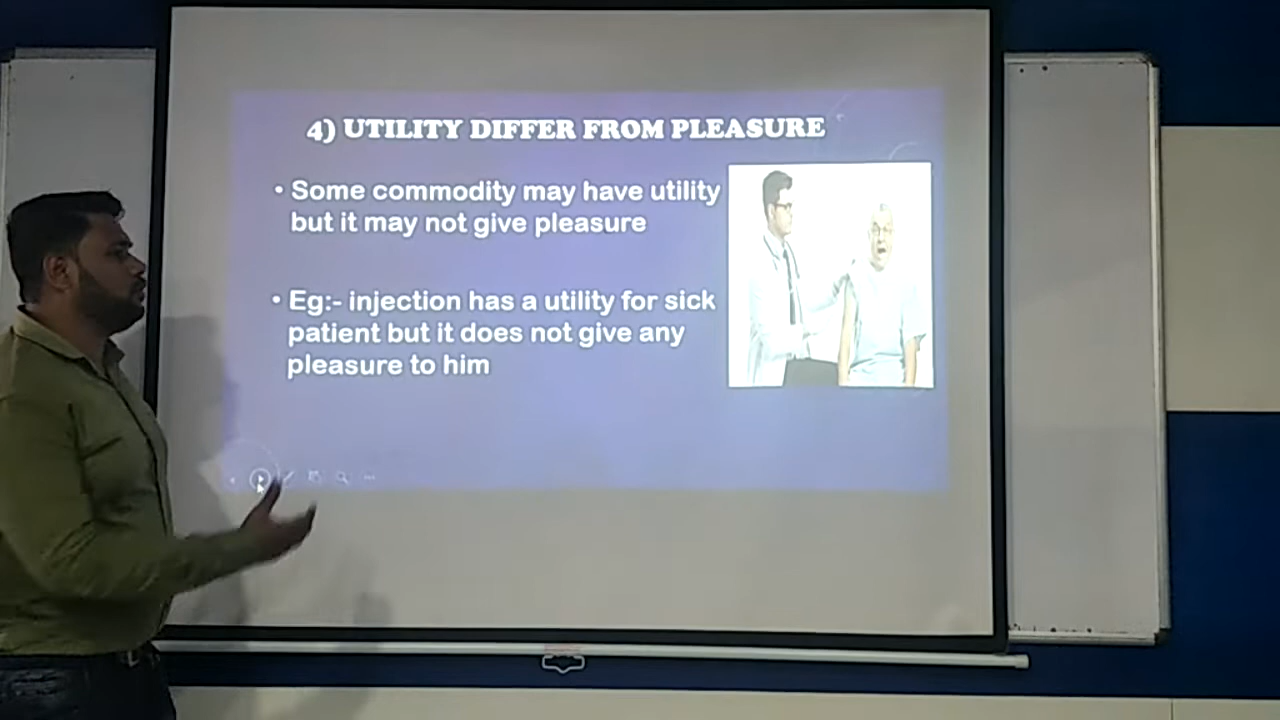 4) UTILITY DIFFER FROM PLEASURE
• Some commodity may have utility
but it may not give pleasure
• Eg:- injection has a utility for sick
patient but it does not give any
pleasure to him